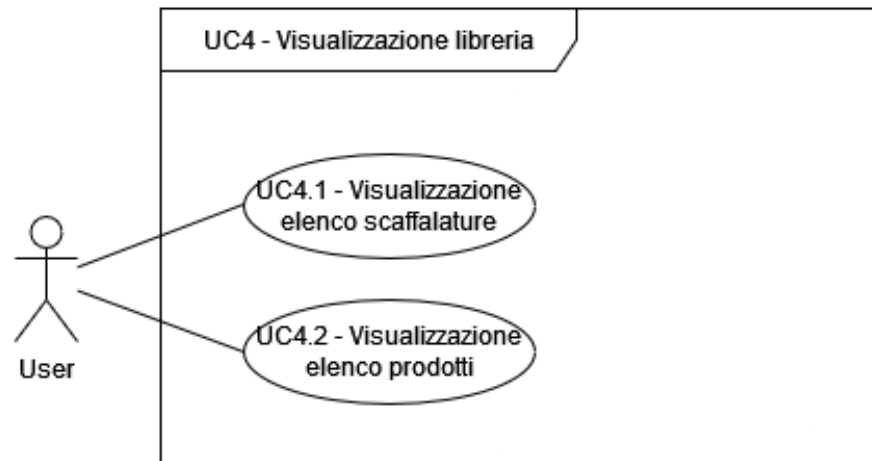 UC4 - Visualizzazione libreria
UC4.1 - Visualizzazione
elenco scaffalature
UC4.2 - Visualizzazione
elenco prodotti
User